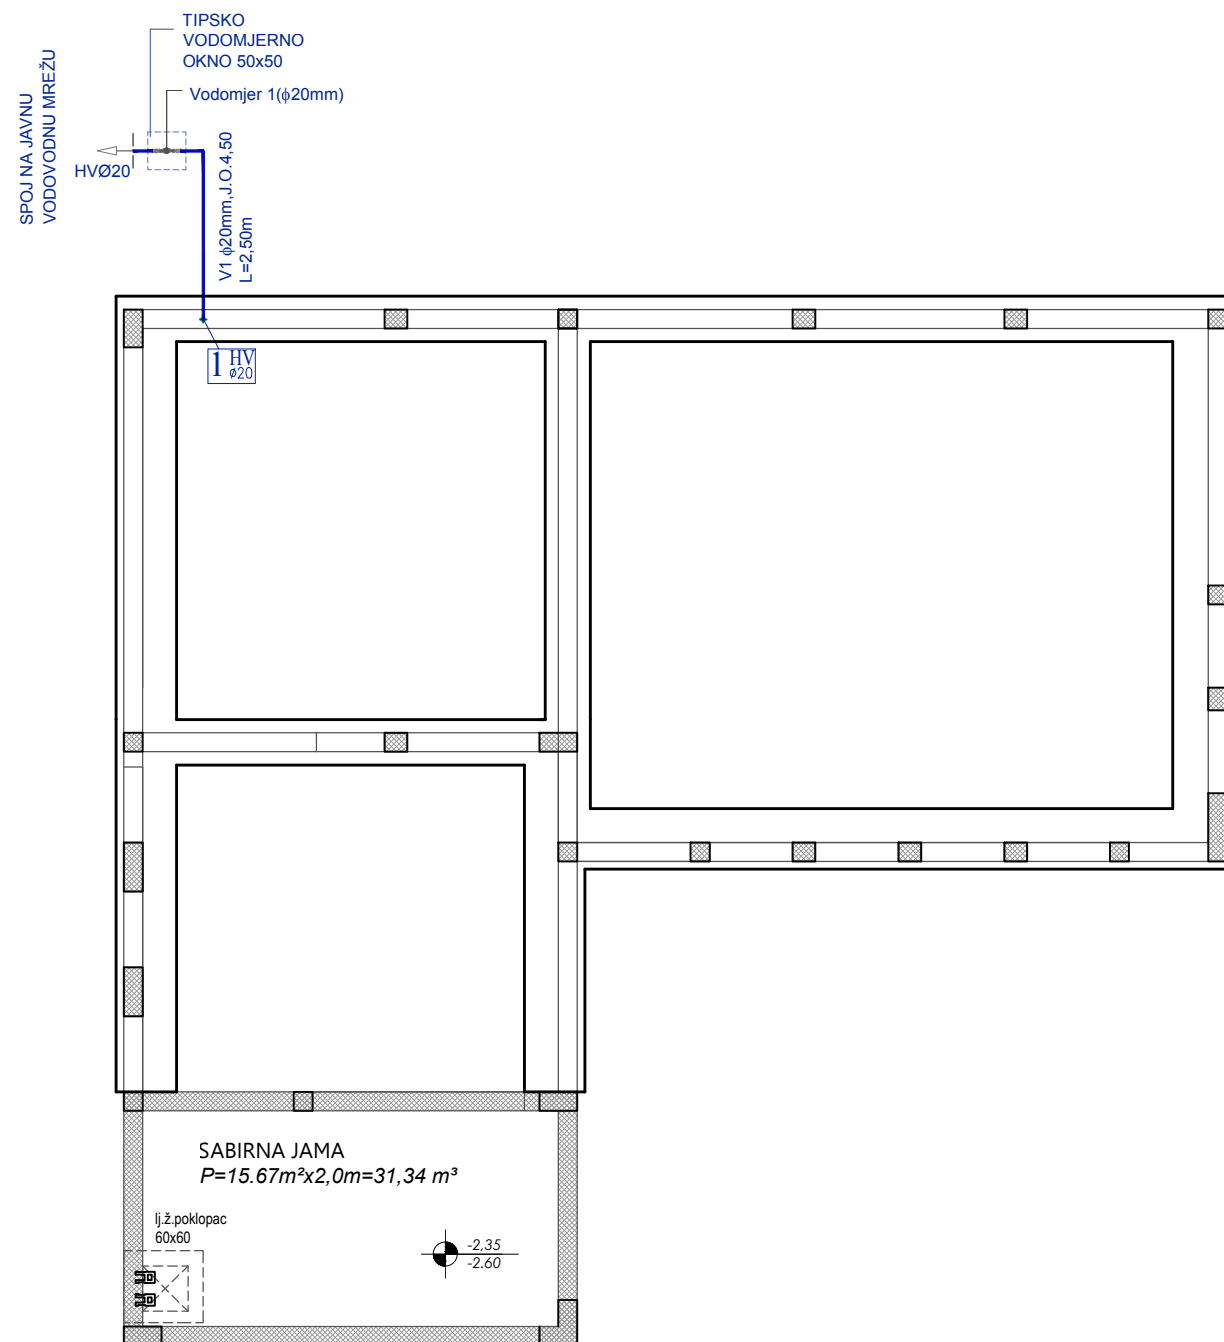 TIPSKO
VODOMJERNO
OKNO 50x50
SPOJ NA JAVNU
VODOVODNU MREŽU
Vodomjer 1(ϕ20mm)
HVØ20
V1 ϕ20mm,J.O.4,50
L=2,50m
1 HV
ø20
SABIRNA JAMA
P=15.67m²x2,0m=31,34 m³
lj.ž.poklopac
60x60
-2,35
-2.60